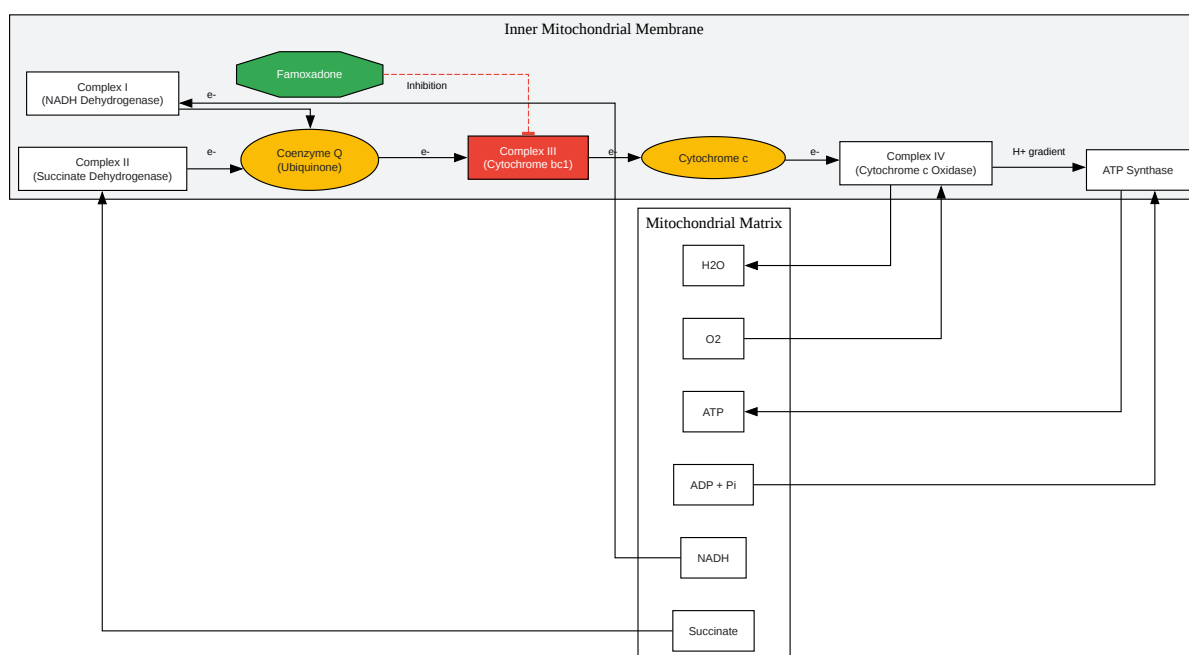 Inner Mitochondrial Membrane
Famoxadone
Inhibition
Complex I
(NADH Dehydrogenase)
e-
Complex II
(Succinate Dehydrogenase)
e-
Coenzyme Q
(Ubiquinone)
e-
Complex III
(Cytochrome bc1)
e-
Cytochrome c
e-
Complex IV
(Cytochrome c Oxidase)
H+ gradient
ATP Synthase
Mitochondrial Matrix
H2O
O2
ATP
ADP + Pi
NADH
Succinate